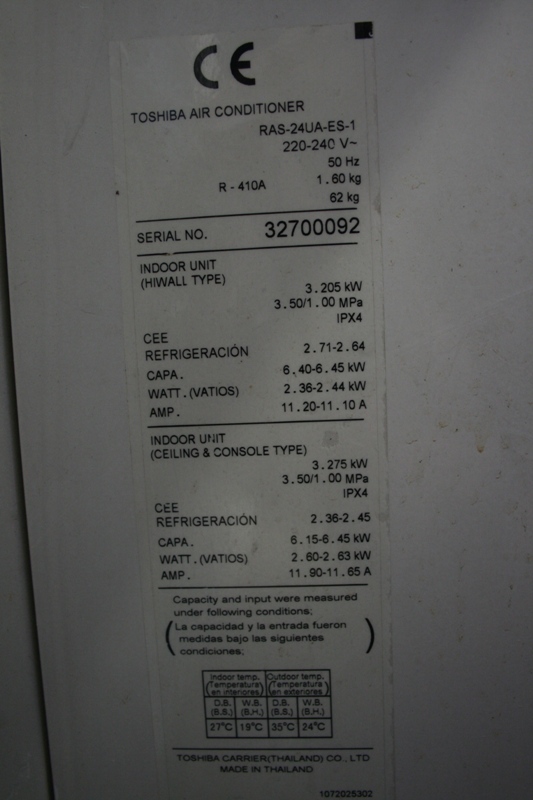 CE
TOSHIBA AIR CONDITIONER
RAS-24UA-ES-1
220-240 V~
50 Hz
R - 410A 1.60 kg
62 kg
SERIAL NO. 32700092
INDOOR UNIT
(HIWALL TYPE)
3.205 kW
3.50/1.00 MPa
IPX4
CEE
REFRIGERACIÓN 2.71-2.64
CAPA. 6.40-6.45 kW
WATT.(VATIOS) 2.36-2.44 kW
AMP. 11.20-11.10 A
INDOOR UNIT
(CEILING & CONSOLE TYPE)
3.275 kW
3.50/1.00 MPa
IPX4
CEE
REFRIGERACIÓN 2.36-2.45
CAPA. 6.15-6.45 kW
WATT.(VATIOS) 2.60-2.63 kW
AMP. 11.90-11.65 A
Capacity and input were measured
under following conditions;
(La capacidad y la entrada fueron
medidas bajo las siguientes
condiciones;)
Indoor temp. Outdoor temp.
(Temperatura (Temperatura
en interiores) en exteriores)
D.B. W.B. D.B. W.B.
(B.S.) (B.H.) (B.S.) (B.H.)
27°C 19°C 35°C 24°C
TOSHIBA CARRIER(THAILAND) CO., LTD
MADE IN THAILAND
1072025302